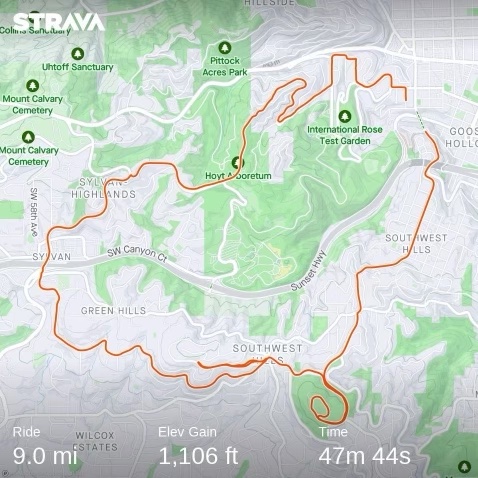 HILLSIDE
STRAVA
Collins Sanctuary
Uhtoff Sanctuary
Pittock
Acres Park
Mount Calvary
Cemetery
International Rose
Test Garden
Mount Calvary
Cemetery
GOOS
HOLLO
Hoyt Arboretum
SYLVAN-
HIGHLANDS
SW 58th Ave
SOUTHWEST
HILLS
SW Canyon Ct
SYLVAN
Sunset Hwy
GREEN HILLS
SOUTHWEST
HILLS
Ride
Elev Gain
Time
WILCOX
ESTATES
9.0 mi
1,106 ft
47m 44s